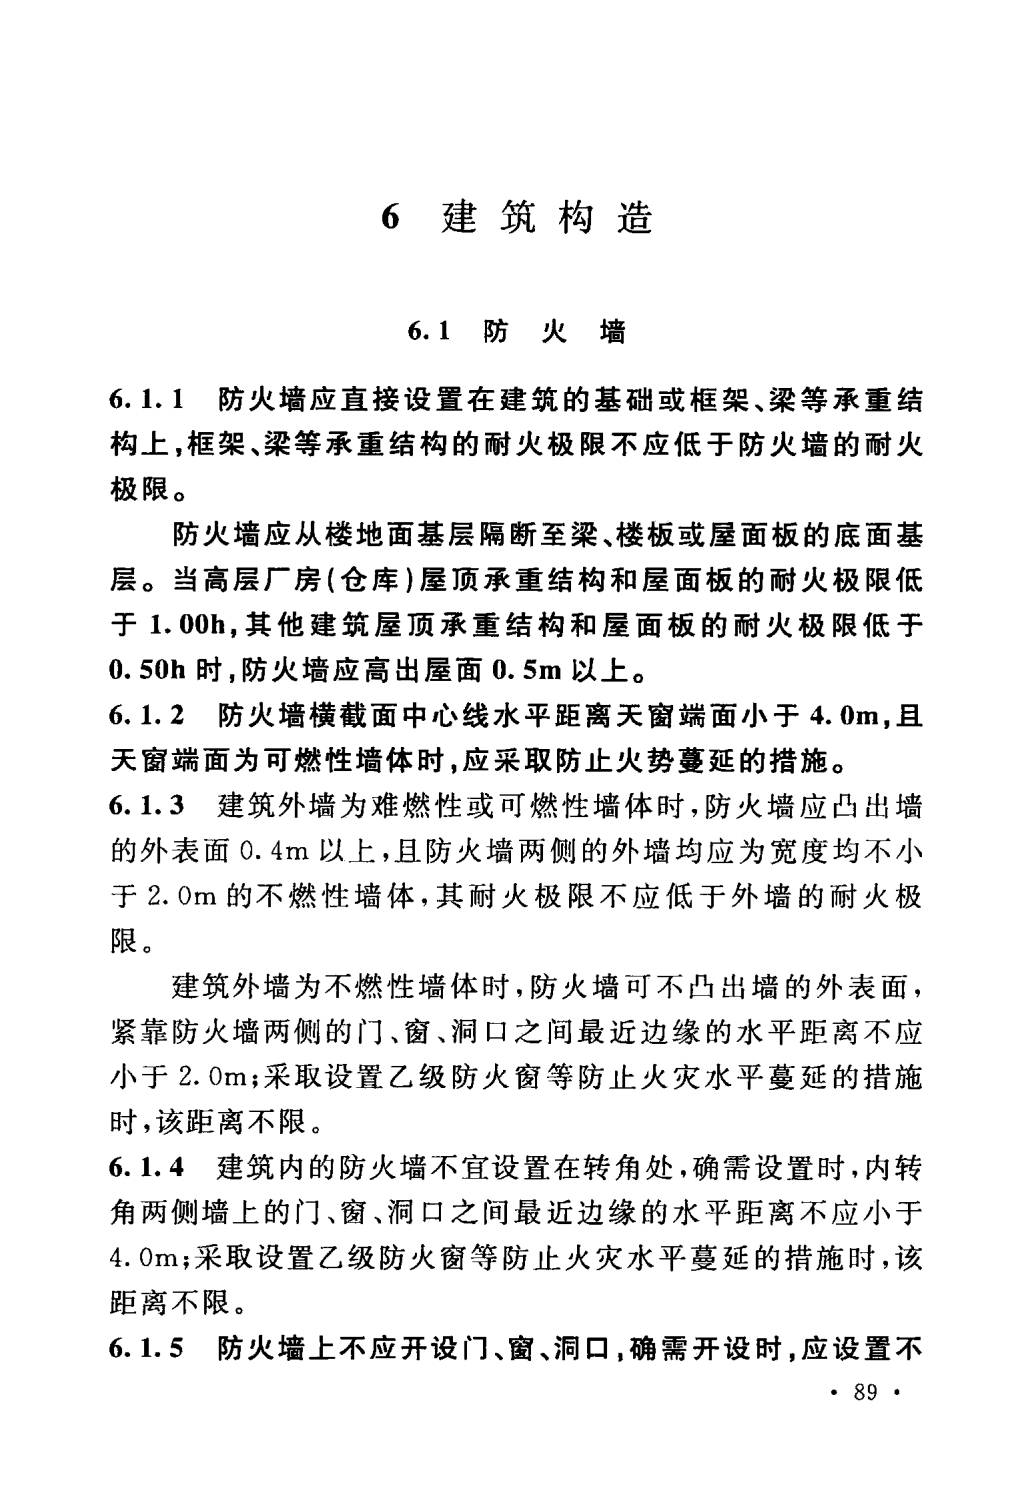 6 建筑构造
6.1 防火墙
6.1.1 防火墙应直接设置在建筑的基础或框架、梁等承重结
构上,框架、梁等承重结构的耐火极限不应低于防火墙的耐火
极限。
防火墙应从楼地面基层隔断至梁、楼板或屋面板的底面基
层。当高层厂房(仓库)屋顶承重结构和屋面板的耐火极限低
于 1.00h,其他建筑屋顶承重结构和屋面板的耐火极限低于
0.50h 时,防火墙应高出屋面 0.5m 以上。
6.1.2 防火墙横截面中心线水平距离天窗端面小于 4.0m,且
天窗端面为可燃性墙体时,应采取防止火势蔓延的措施。
6.1.3 建筑外墙为难燃性或可燃性墙体时,防火墙应凸出墙
的外表面 0.4m 以上,且防火墙两侧的外墙均应为宽度均不小
于 2.0m 的不燃性墙体,其耐火极限不应低于外墙的耐火极
限。
建筑外墙为不燃性墙体时,防火墙可不凸出墙的外表面,
紧靠防火墙两侧的门、窗、洞口之间最近边缘的水平距离不应
小于 2.0m;采取设置乙级防火窗等防止火灾水平蔓延的措施
时,该距离不限。
6.1.4 建筑内的防火墙不宜设置在转角处,确需设置时,内转
角两侧墙上的门、窗、洞口之间最近边缘的水平距离不应小于
4.0m;采取设置乙级防火窗等防止火灾水平蔓延的措施时,该
距离不限。
6.1.5 防火墙上不应开设门、窗、洞口,确需开设时,应设置不
· 89 ·